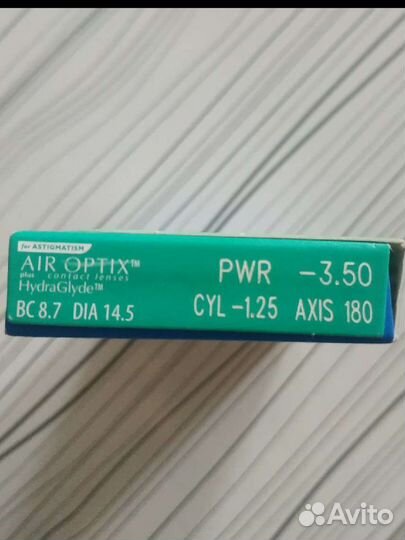 for ASTIGMATISM
AIR OPTIX™
plus contact lenses
HydraGlyde™
BC 8.7 DIA 14.5
PWR -3.50
CYL -1.25 AXIS 180
Avito